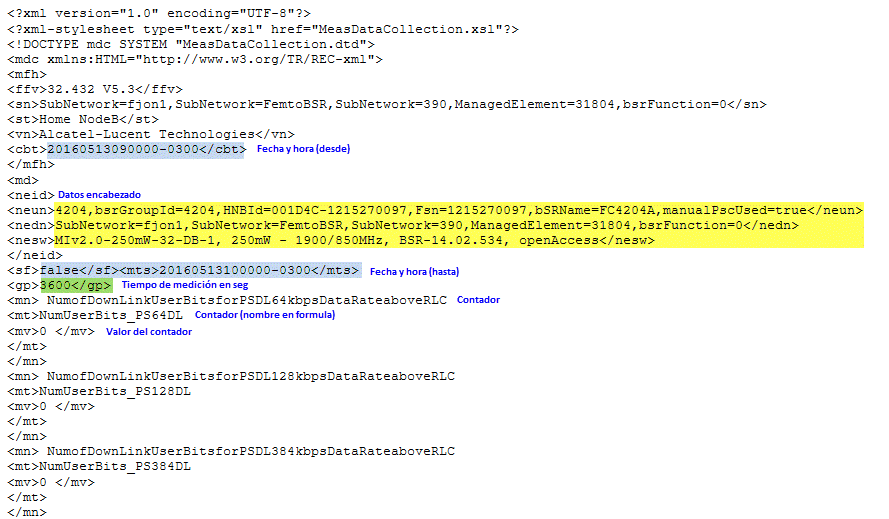 <?xml version="1.0" encoding="UTF-8"?>
<?xml-stylesheet type="text/xsl" href="MeasDataCollection.xsl"?>
<!DOCTYPE mdc SYSTEM "MeasDataCollection.dtd">
<mdc xmlns:HTML="http://www.w3.org/TR/REC-xml">
<mfh>
<ffv>32.432 V5.3</ffv>
<sn>SubNetwork=fjon1,SubNetwork=FemtoBSR,SubNetwork=390,ManagedElement=31804,bsrFunction=0</sn>
<st>Home NodeB</st>
<vn>Alcatel-Lucent Technologies</vn>
<cbt>20160513090000-0300</cbt> Fecha y hora (desde)
</mfh>
<md>
<neid> Datos encabezado
<neun>4204,bsrGroupId=4204,HNBId=001D4C-1215270097,Fsn=1215270097,bSRName=FC4204A,manualPscUsed=true</neun>
<nedn>SubNetwork=fjon1,SubNetwork=FemtoBSR,SubNetwork=390,ManagedElement=31804,bsrFunction=0</nedn>
<nesw>MIv2.0-250mW-32-DB-1, 250mW - 1900/850MHz, BSR-14.02.534, openAccess</nesw>
</neid>
<sf>false</sf><mts>20160513100000-0300</mts> Fecha y hora (hasta)
<gp>3600</gp> Tiempo de medición en seg
<mn> NumofDownLinkUserBitsforPSDL64kbpsDataRateaboveRLC Contador
<mt>NumUserBits_PS64DL Contador (nombre en formula)
<mv>0 </mv> Valor del contador
</mt>
</mn>
<mn> NumofDownLinkUserBitsforPSDL128kbpsDataRateaboveRLC
<mt>NumUserBits_PS128DL
<mv>0 </mv>
</mt>
</mn>
<mn> NumofDownLinkUserBitsforPSDL384kbpsDataRateaboveRLC
<mt>NumUserBits_PS384DL
<mv>0 </mv>
</mt>
</mn>